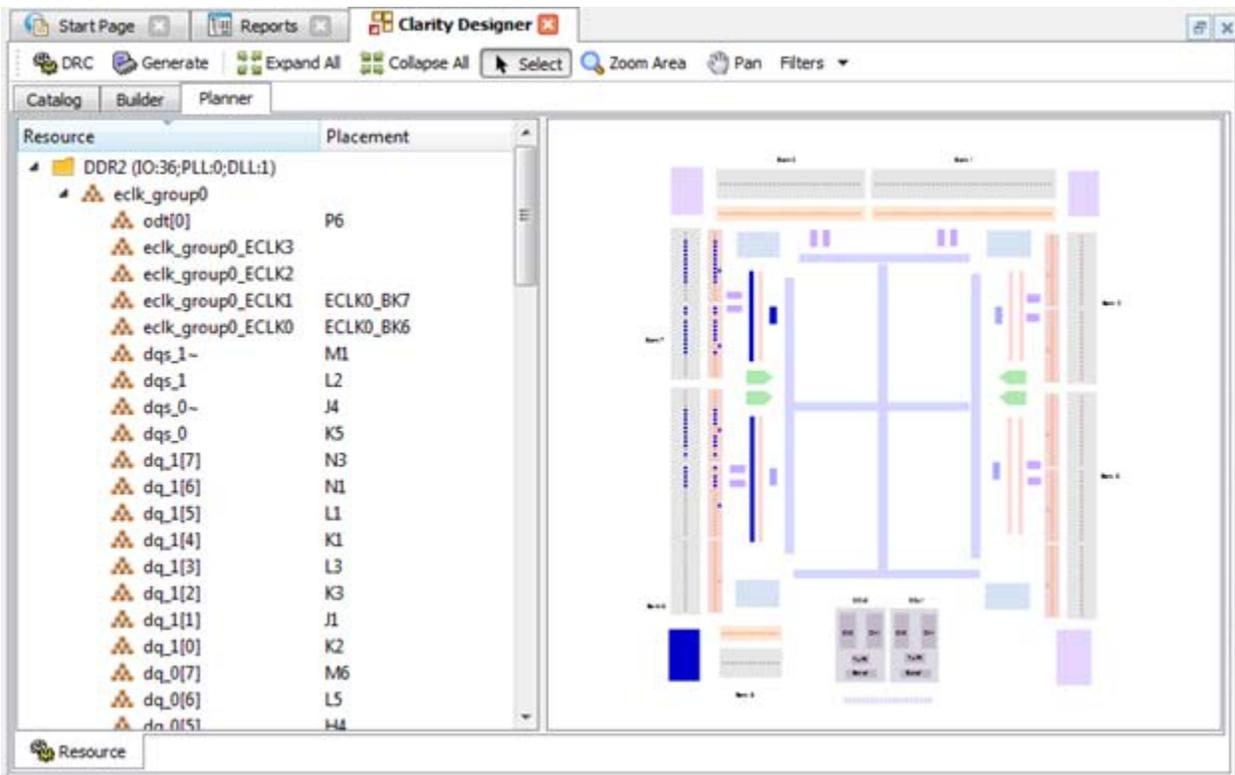 Start Page Reports Clarity Designer
DRC Generate Expand All Collapse All Select Zoom Area Pan Filters
Catalog Builder Planner
Resource Placement
DDR2 (IO:36;PLL:0;DLL:1)
eclk_group0
odt[0] P6
eclk_group0_ECLK3
eclk_group0_ECLK2
eclk_group0_ECLK1 ECLK0_BK7
eclk_group0_ECLK0 ECLK0_BK6
dqs_1~ M1
dqs_1 L2
dqs_0~ J4
dqs_0 K5
dq_1[7] N3
dq_1[6] N1
dq_1[5] L1
dq_1[4] K1
dq_1[3] L3
dq_1[2] K3
dq_1[1] J1
dq_1[0] K2
dq_0[7] M6
dq_0[6] L5
dq_0[5] H4
Resource